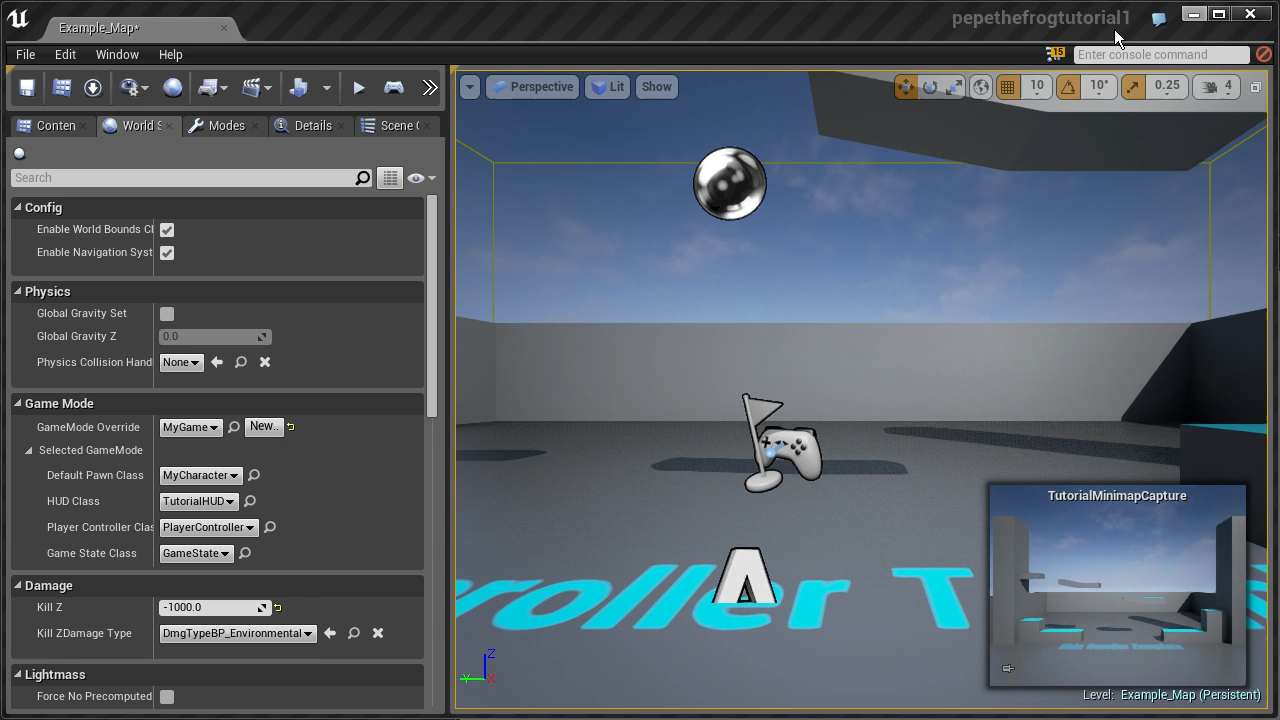 Example_Map*
pepethefrogtutorial1
File Edit Window Help
15
Enter console command
Conten
World S
Modes
Details
Scene C
Perspective
Lit
Show
10
10°
0.25
4
Search
Config
Enable World Bounds Cl
Enable Navigation Syst
Physics
Global Gravity Set
Global Gravity Z 0.0
Physics Collision Hand None
Game Mode
GameMode Override MyGame New..
Selected GameMode
Default Pawn Class MyCharacter
HUD Class TutorialHUD
Player Controller Clas PlayerController
Game State Class GameState
Damage
Kill Z -1000.0
Kill ZDamage Type DmgTypeBP_Environmental
Lightmass
Force No Precomputed
roller T
TutorialMinimapCapture
Side Scroller Template
Z
Y
X
Level: Example_Map (Persistent)